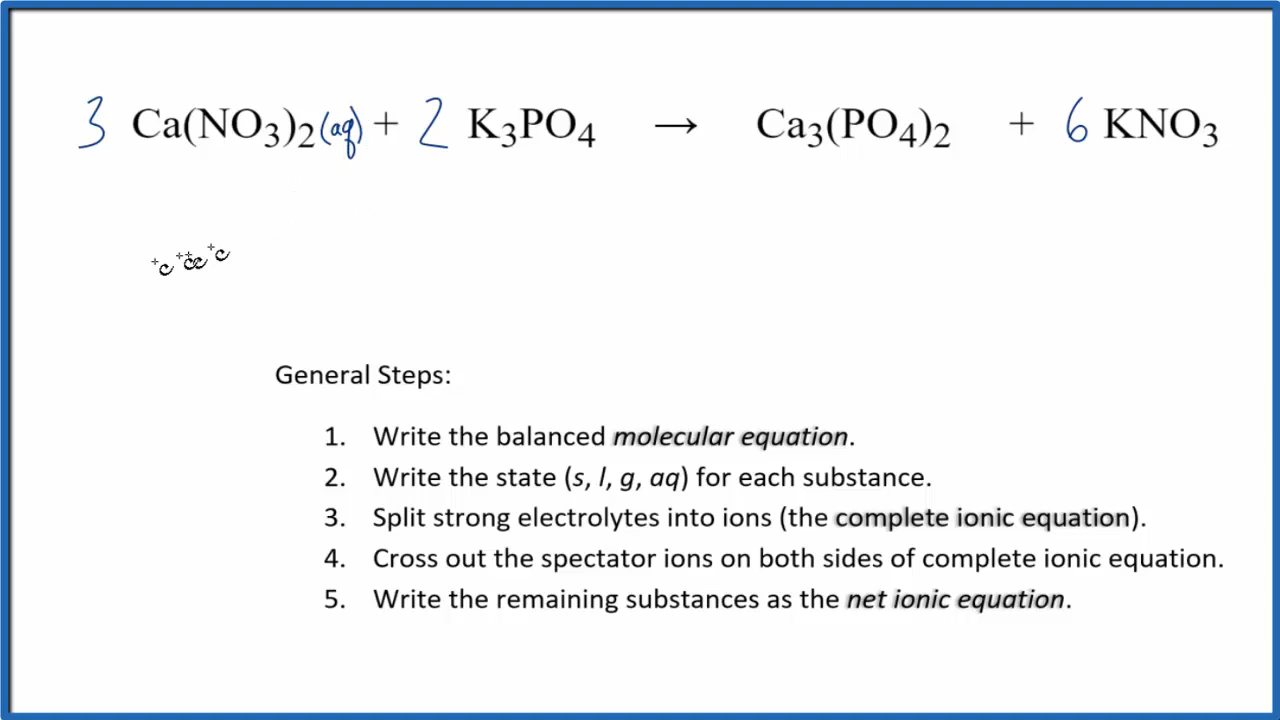 3 Ca(NO₃)₂(aq) + 2 K₃PO₄ → Ca₃(PO₄)₂ + 6 KNO₃
General Steps:
1. Write the balanced molecular equation.
2. Write the state (s, l, g, aq) for each substance.
3. Split strong electrolytes into ions (the complete ionic equation).
4. Cross out the spectator ions on both sides of complete ionic equation.
5. Write the remaining substances as the net ionic equation.